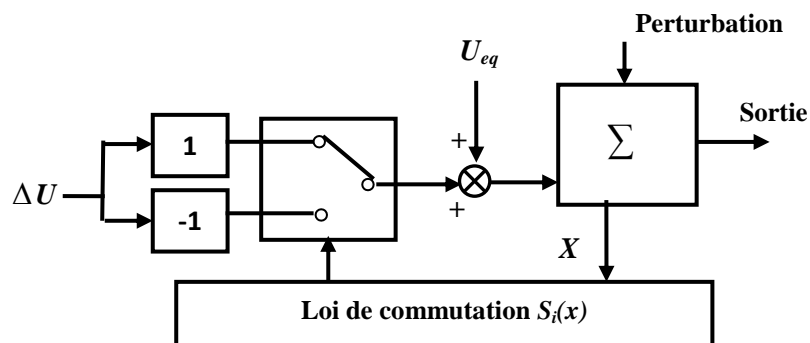 Perturbation
U_eq
Sortie
1
+
Σ
ΔU
-1
+
X
Loi de commutation S_i(x)